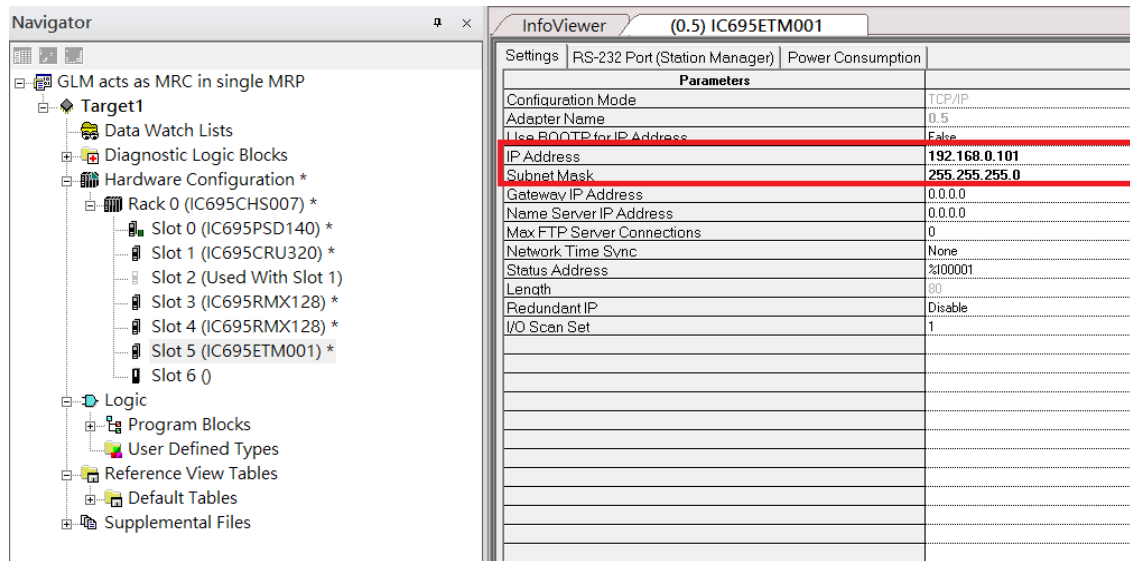 Navigator
GLM acts as MRC in single MRP
Target1
Data Watch Lists
Diagnostic Logic Blocks
Hardware Configuration *
Rack 0 (IC695CHS007) *
Slot 0 (IC695PSD140) *
Slot 1 (IC695CRU320) *
Slot 2 (Used With Slot 1)
Slot 3 (IC695RMX128) *
Slot 4 (IC695RMX128) *
Slot 5 (IC695ETM001) *
Slot 6 ()
Logic
Program Blocks
User Defined Types
Reference View Tables
Default Tables
Supplemental Files
InfoViewer (0.5) IC695ETM001
Settings RS-232 Port (Station Manager) Power Consumption
Parameters
Configuration Mode TCP/IP
Adapter Name 0.5
Use BOOTP for IP Address False
IP Address 192.168.0.101
Subnet Mask 255.255.255.0
Gateway IP Address 0.0.0.0
Name Server IP Address 0.0.0.0
Max FTP Server Connections 0
Network Time Sync None
Status Address %I00001
Length 80
Redundant IP Disable
I/O Scan Set 1